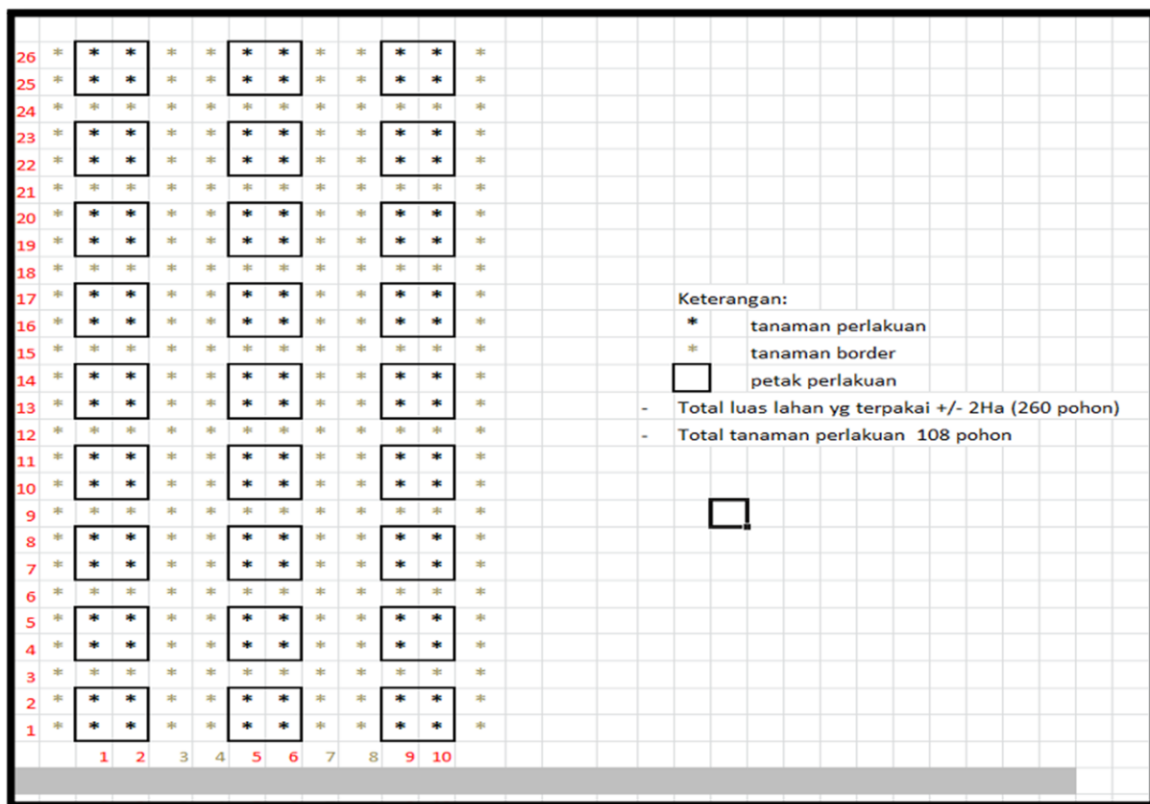 26 * * * * * * * * * * * *
25 * * * * * * * * * * * *
24 * * * * * * * * * * * *
23 * * * * * * * * * * * *
22 * * * * * * * * * * * *
21 * * * * * * * * * * * *
20 * * * * * * * * * * * *
19 * * * * * * * * * * * *
18 * * * * * * * * * * * *
17 * * * * * * * * * * * *
16 * * * * * * * * * * * *
15 * * * * * * * * * * * *
14 * * * * * * * * * * * *
13 * * * * * * * * * * * *
12 * * * * * * * * * * * *
11 * * * * * * * * * * * *
10 * * * * * * * * * * * *
9 * * * * * * * * * * * *
8 * * * * * * * * * * * *
7 * * * * * * * * * * * *
6 * * * * * * * * * * * *
5 * * * * * * * * * * * *
4 * * * * * * * * * * * *
3 * * * * * * * * * * * *
2 * * * * * * * * * * * *
1 * * * * * * * * * * * *
1 2 3 4 5 6 7 8 9 10
Keterangan:
* tanaman perlakuan
* tanaman border
petak perlakuan
- Total luas lahan yg terpakai +/- 2Ha (260 pohon)
- Total tanaman perlakuan 108 pohon